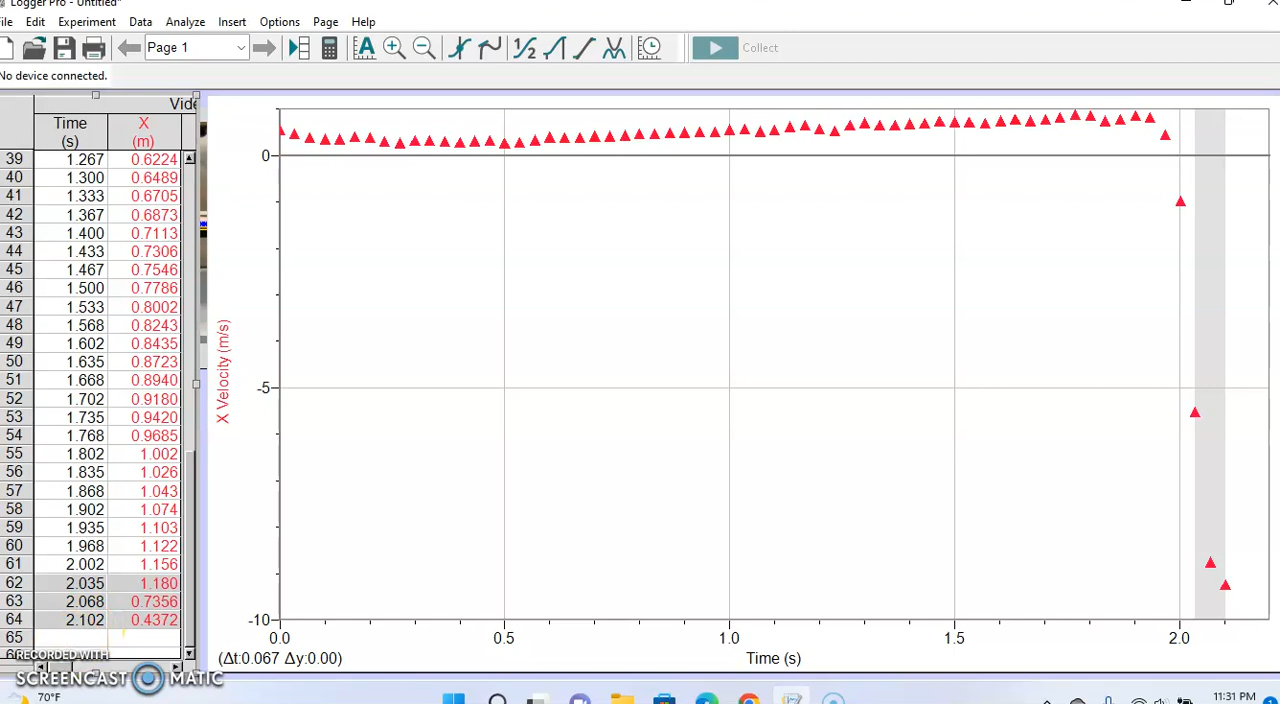 Logger Pro - Untitled*
File Edit Experiment Data Analyze Insert Options Page Help
Page 1
Collect
No device connected.
Time
(s)
X
(m)
39 1.267 0.6224
40 1.300 0.6489
41 1.333 0.6705
42 1.367 0.6873
43 1.400 0.7113
44 1.433 0.7306
45 1.467 0.7546
46 1.500 0.7786
47 1.533 0.8002
48 1.568 0.8243
49 1.602 0.8435
50 1.635 0.8723
51 1.668 0.8940
52 1.702 0.9180
53 1.735 0.9420
54 1.768 0.9685
55 1.802 1.002
56 1.835 1.026
57 1.868 1.043
58 1.902 1.074
59 1.935 1.103
60 1.968 1.122
61 2.002 1.156
62 2.035 1.180
63 2.068 0.7356
64 2.102 0.4372
65
X Velocity (m/s)
0
-5
-10
0.0 0.5 1.0 1.5 2.0
(Δt:0.067 Δy:0.00)
Time (s)
RECORDED WITH
SCREENCAST MATIC
70°F
11:31 PM